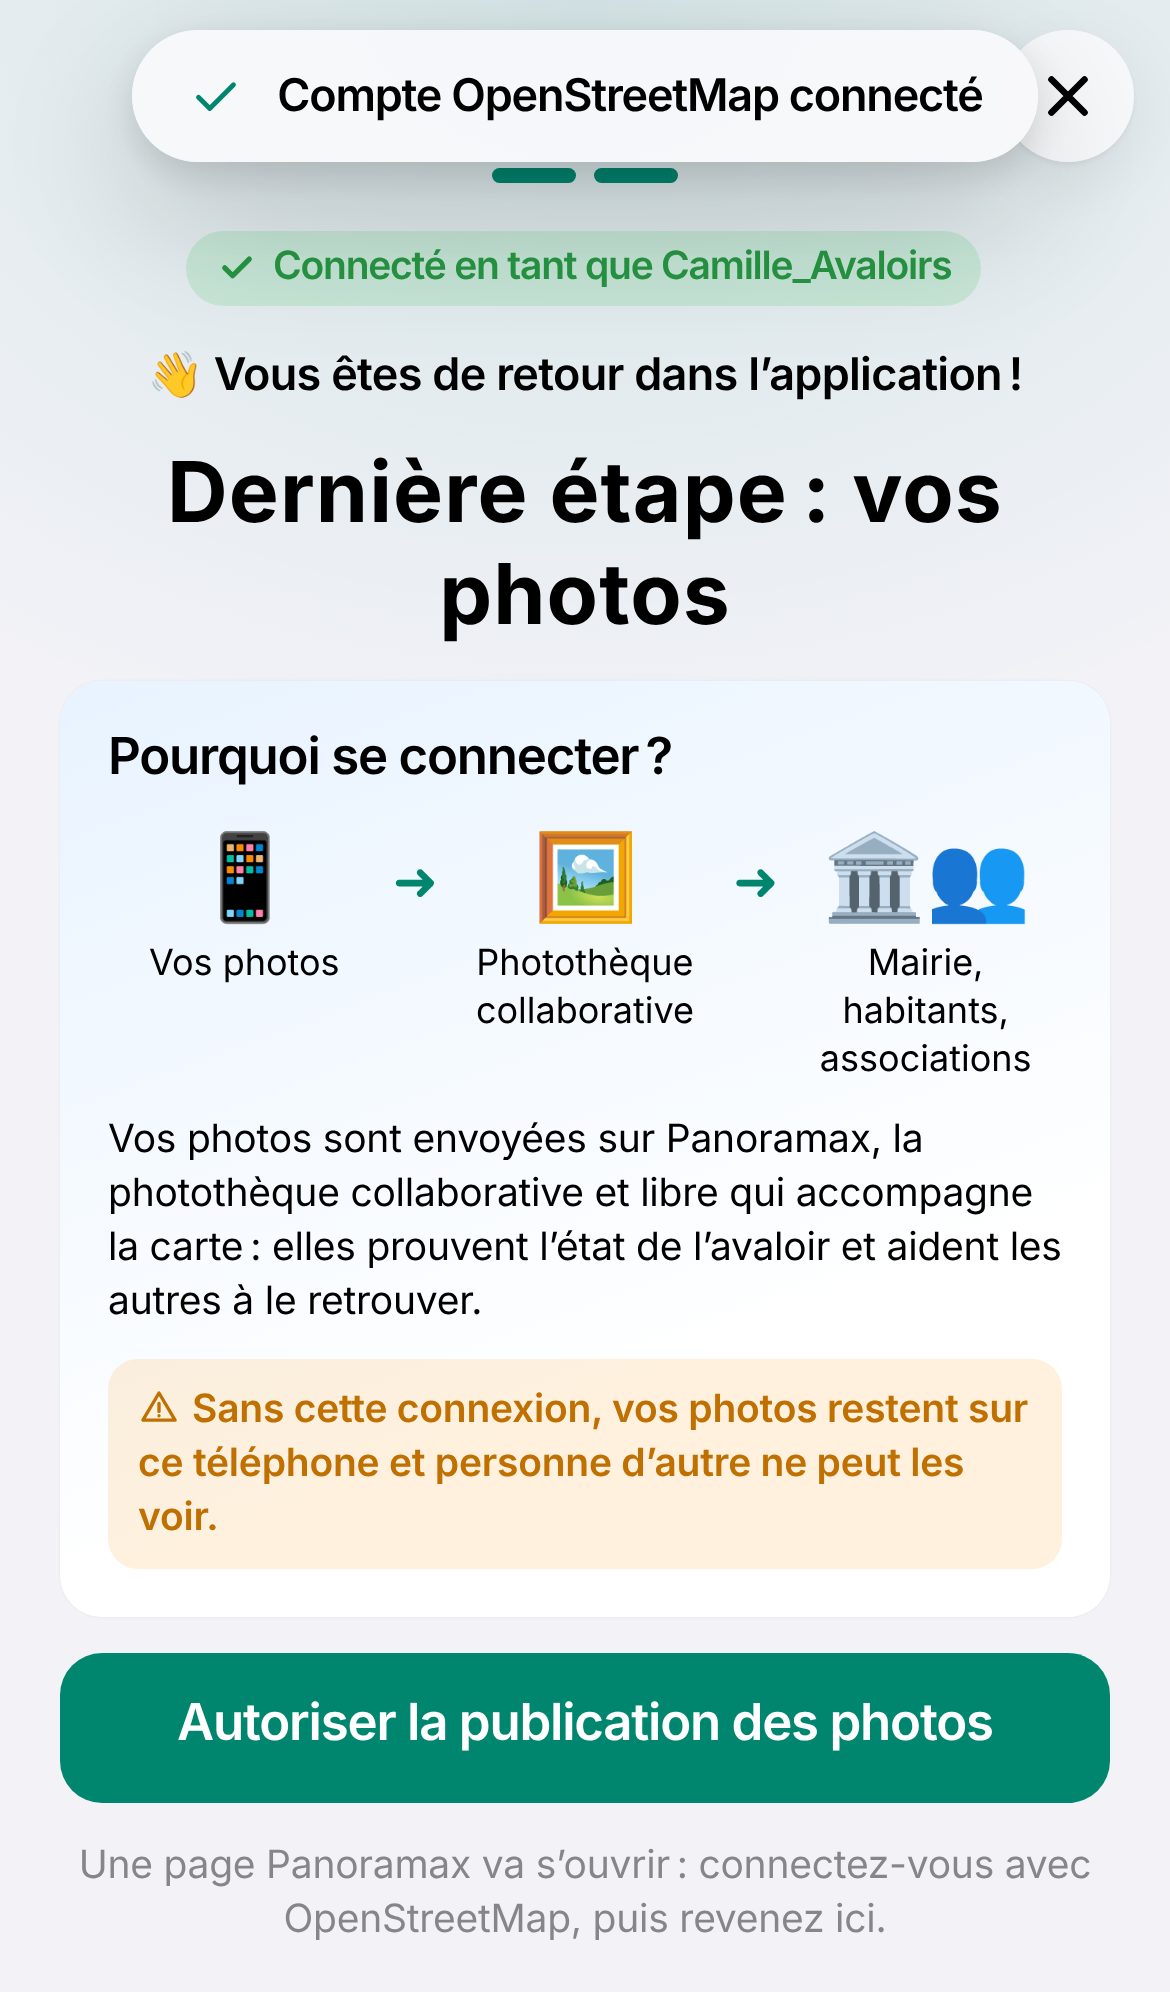 Compte OpenStreetMap connecté
Connecté en tant que Camille_Avaloirs
👋 Vous êtes de retour dans l’application !
Dernière étape : vos
photos
Pourquoi se connecter ?
Vos photos
Photothèque
collaborative
Mairie,
habitants,
associations
Vos photos sont envoyées sur Panoramax, la
photothèque collaborative et libre qui accompagne
la carte : elles prouvent l’état de l’avaloir et aident les
autres à le retrouver.
Sans cette connexion, vos photos restent sur
ce téléphone et personne d’autre ne peut les
voir.
Autoriser la publication des photos
Une page Panoramax va s’ouvrir : connectez-vous avec
OpenStreetMap, puis revenez ici.